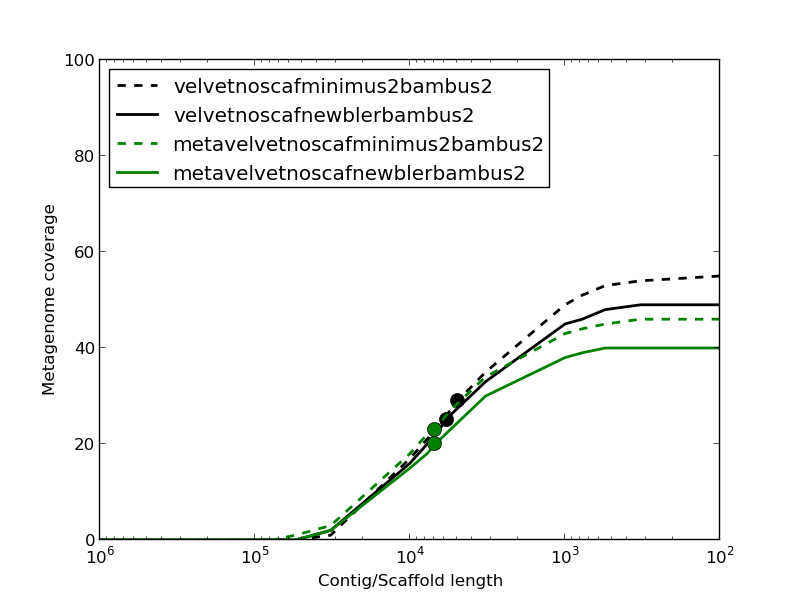 100
velvetnoscafminimus2bambus2
velvetnoscafnewblerbambus2
metavelvetnoscafminimus2bambus2
metavelvetnoscafnewblerbambus2
80
60
40
20
0
Metagenome coverage
10⁶ 10⁵ 10⁴ 10³ 10²
Contig/Scaffold length